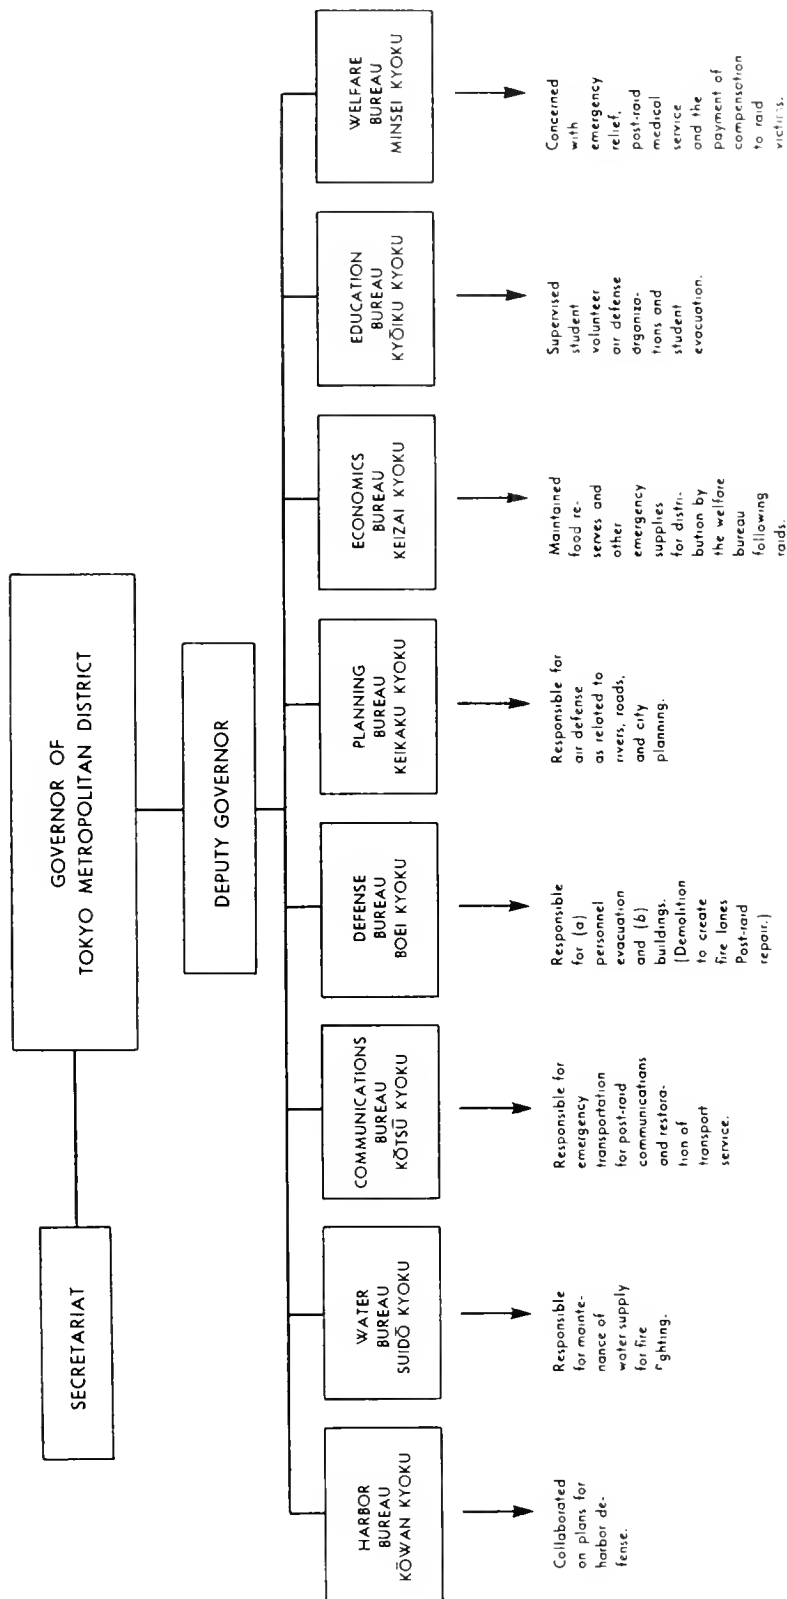 GOVERNOR OF
TOKYO METROPOLITAN DISTRICT
SECRETARIAT
DEPUTY GOVERNOR
HARBOR
BUREAU
KŌWAN KYOKU
WATER
BUREAU
SUIDŌ KYOKU
COMMUNICATIONS
BUREAU
KŌTSŪ KYOKU
DEFENSE
BUREAU
BOEI KYOKU
PLANNING
BUREAU
KEIKAKU KYOKU
ECONOMICS
BUREAU
KEIZAI KYOKU
EDUCATION
BUREAU
KYŌIKU KYOKU
WELFARE
BUREAU
MINSEI KYOKU
Collaborated
on plans for
harbor de-
fense.
Responsible
for mainte-
nance of
water supply
for fire
Responsible for
emergency
transportation
for post-raid
communications
and restora-
tion of
transport
service.
Responsible
for (a)
personnel
evacuation
and (b)
buildings.
(Demolition
to create
fire lanes
Post-raid
repair.)
Responsible for
air defense
as related to
rivers, roads,
and city
planning.
Maintained
food re-
serves and
other
emergency
supplies
for distri-
bution by
the welfare
bureau
following
raids.
Supervised
student
volunteer
air defense
organiza-
tions and
student
evacuation.
Concerned
with
emergency
relief,
post-raid
medical
service
and the
payment of
compensation
to raid
victims.